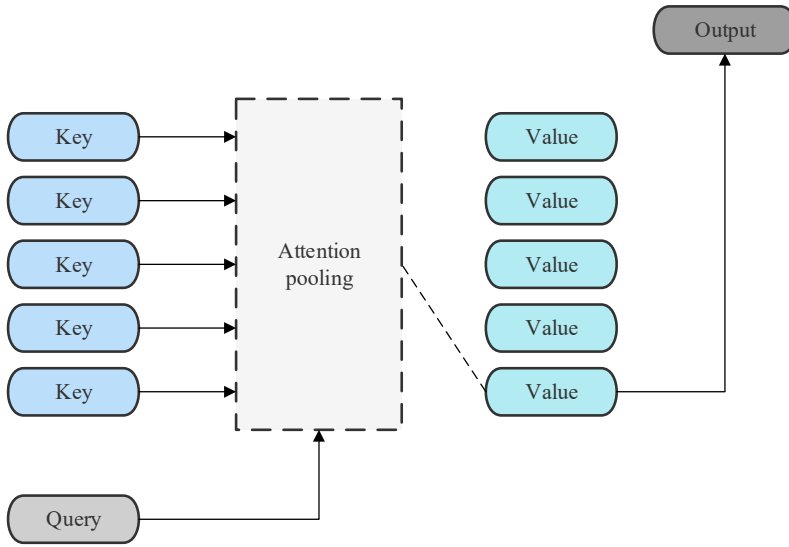 Output
Key
Value
Key
Value
Key
Attention
pooling
Value
Key
Value
Key
Value
Query